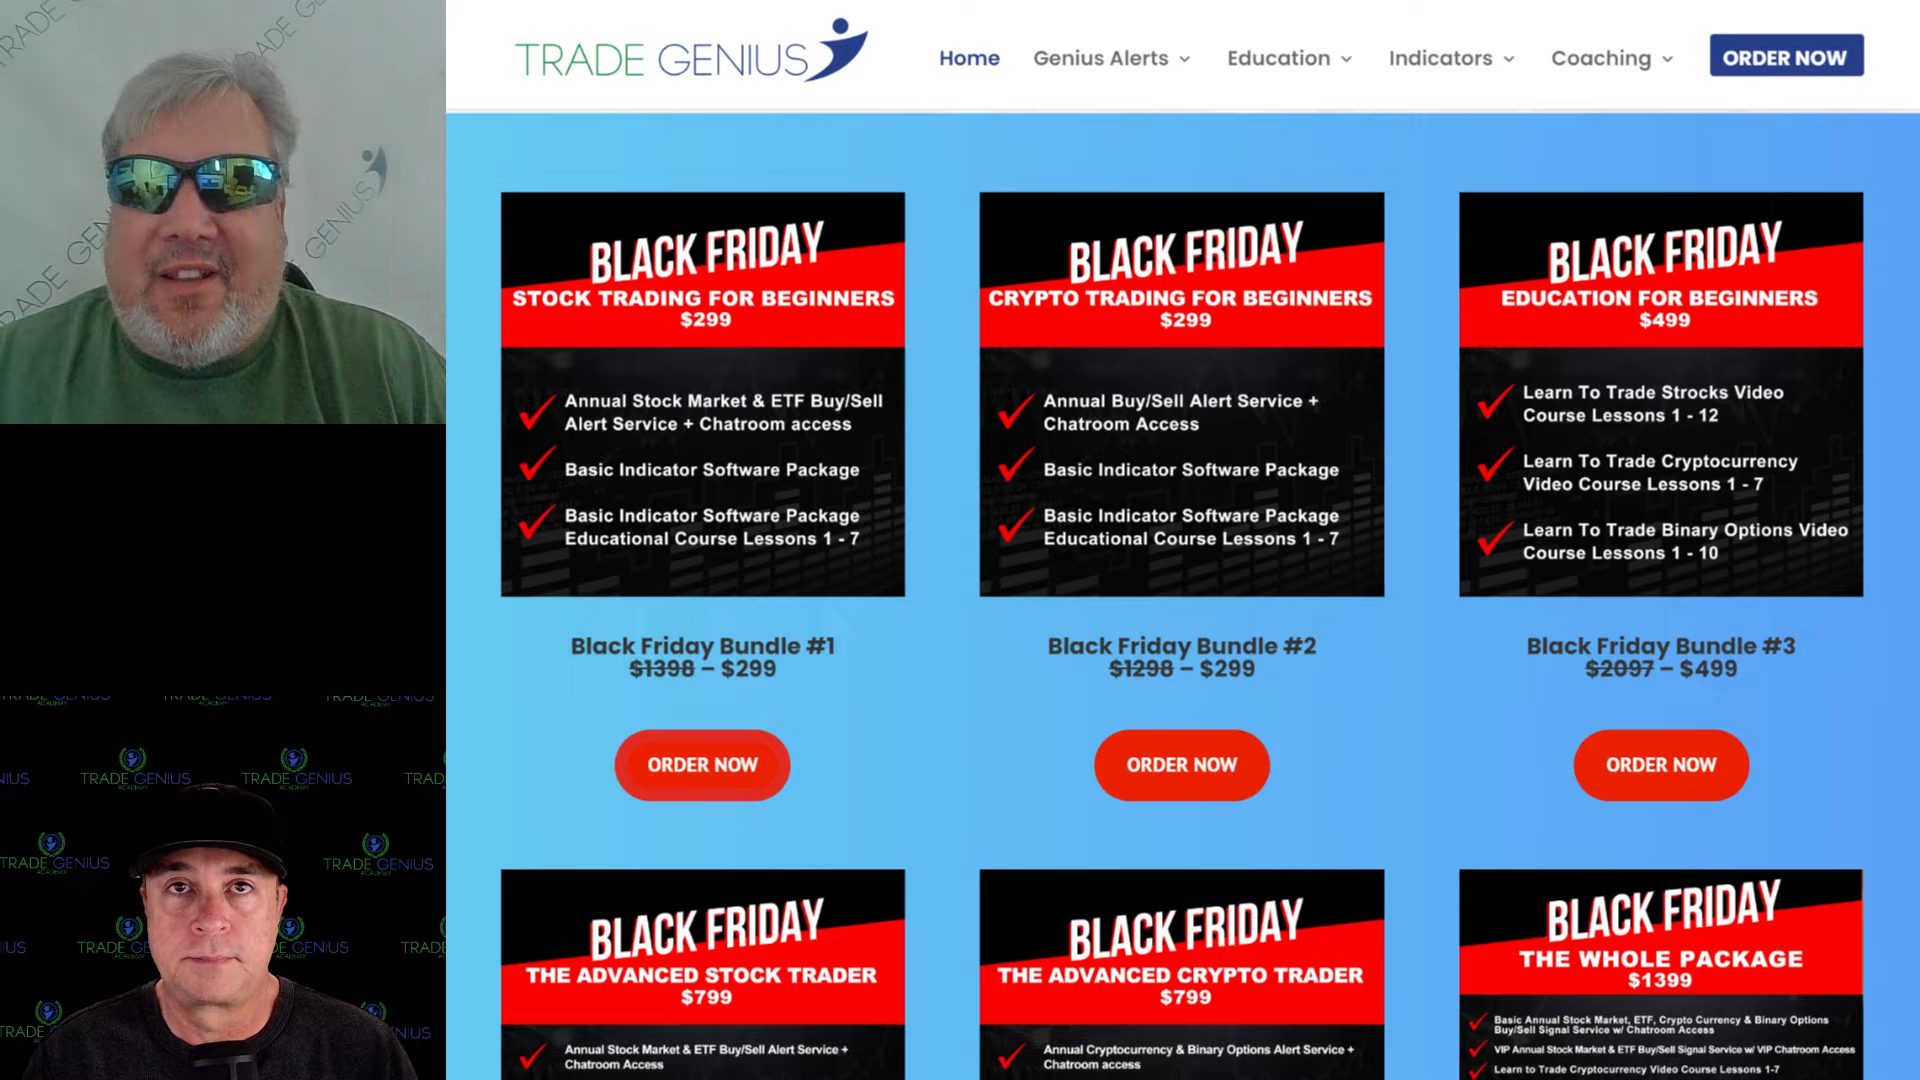 TRADE GENIUS
Home
Genius Alerts
Education
Indicators
Coaching
ORDER NOW
BLACK FRIDAY
STOCK TRADING FOR BEGINNERS
$299
Annual Stock Market & ETF Buy/Sell
Alert Service + Chatroom access
Basic Indicator Software Package
Basic Indicator Software Package
Educational Course Lessons 1 - 7
Black Friday Bundle #1
$1398 – $299
ORDER NOW
BLACK FRIDAY
CRYPTO TRADING FOR BEGINNERS
$299
Annual Buy/Sell Alert Service +
Chatroom Access
Basic Indicator Software Package
Basic Indicator Software Package
Educational Course Lessons 1 - 7
Black Friday Bundle #2
$1298 – $299
ORDER NOW
BLACK FRIDAY
EDUCATION FOR BEGINNERS
$499
Learn To Trade Strocks Video
Course Lessons 1 - 12
Learn To Trade Cryptocurrency
Video Course Lessons 1 - 7
Learn To Trade Binary Options Video
Course Lessons 1 - 10
Black Friday Bundle #3
$2097 – $499
ORDER NOW
BLACK FRIDAY
THE ADVANCED STOCK TRADER
$799
Annual Stock Market & ETF Buy/Sell Alert Service +
Chatroom Access
BLACK FRIDAY
THE ADVANCED CRYPTO TRADER
$799
Annual Cryptocurrency & Binary Options Alert Service +
Chatroom access
BLACK FRIDAY
THE WHOLE PACKAGE
$1399
Basic Annual Stock Market, ETF, Crypto Currency & Binary Options
Buy/Sell Signal Service w/ Chatroom Access
VIP Annual Stock Market & ETF Buy/Sell Signal Service w/ VIP Chatroom Access
Learn to Trade Cryptocurrency Video Course Lessons 1-7
TRADE GENIUS
ACADEMY
TRADE GENIUS
ACADEMY
TRADE GENIUS
ACADEMY
TRADE GENIUS
ACADEMY